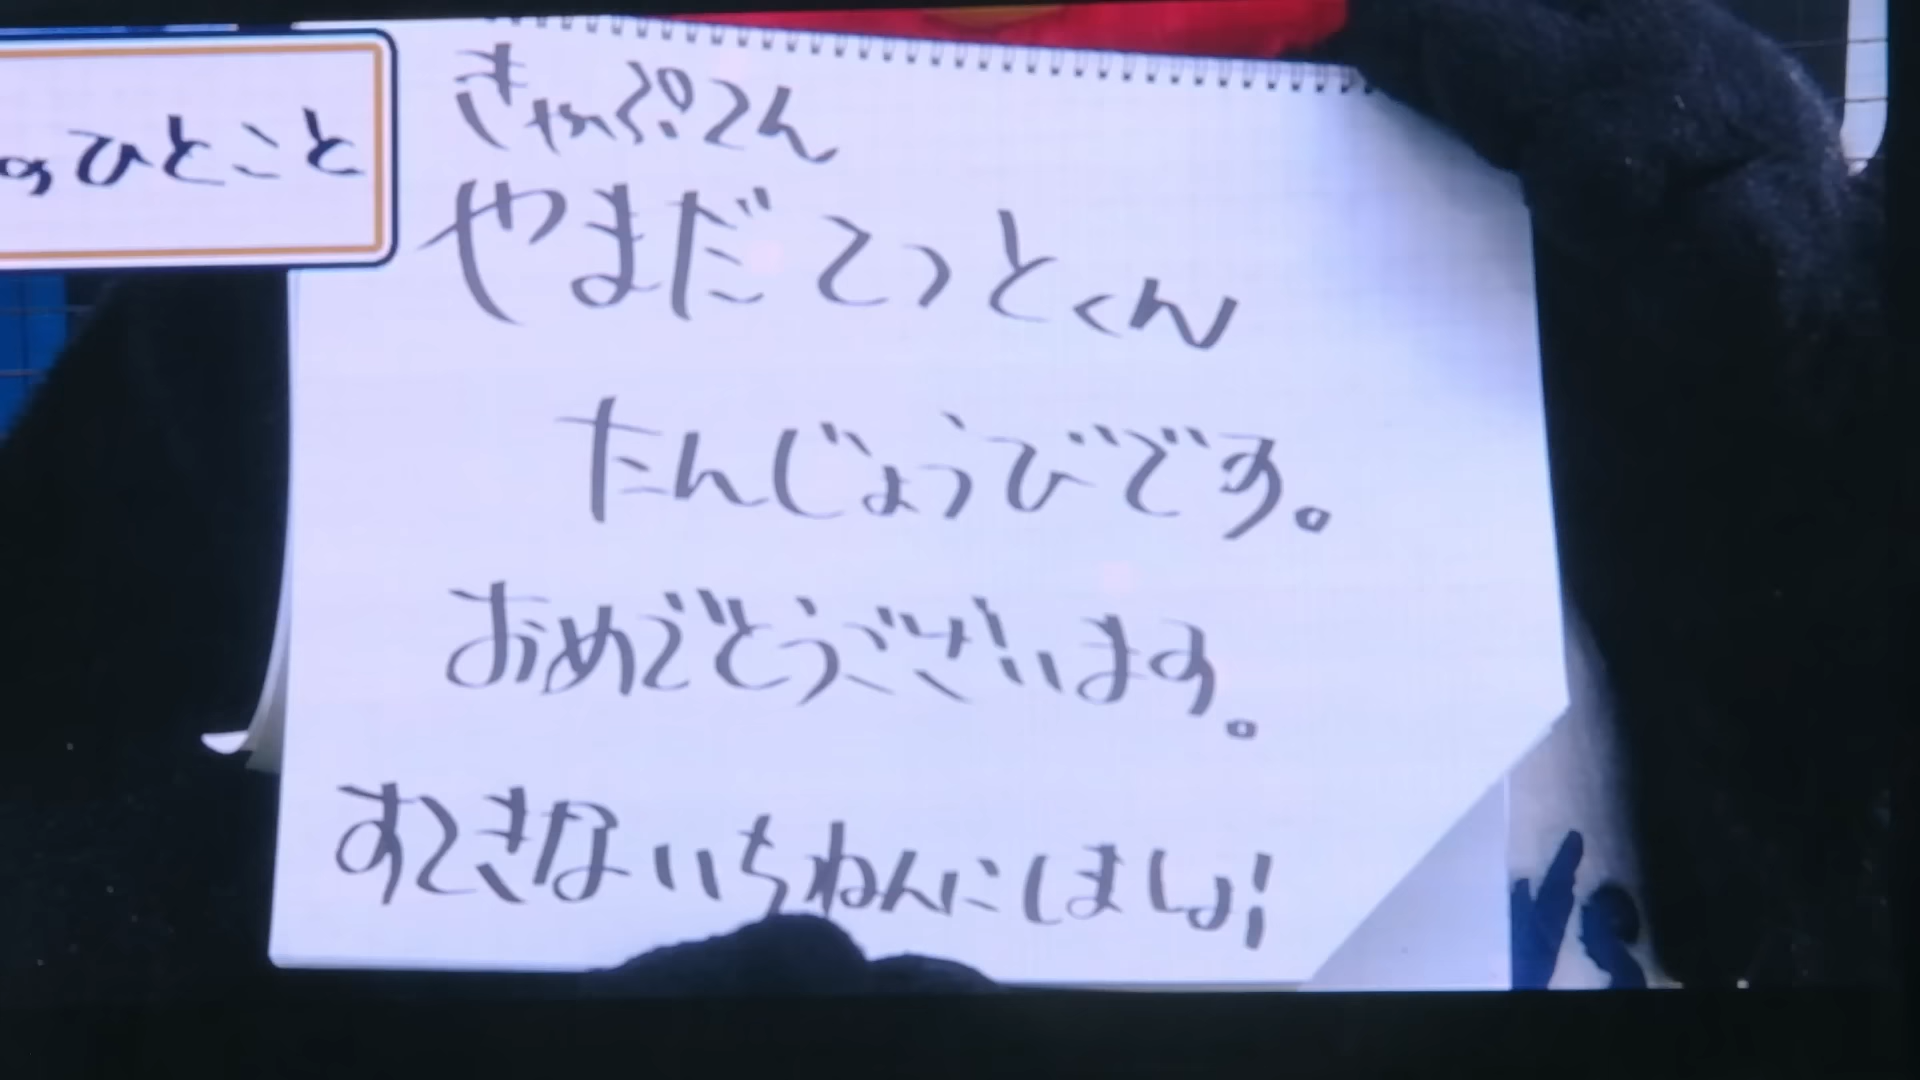 のひとこと
きゃぷてん
やまだてっとくん
たんじょうびです。
おめでとうございます。
すてきないちねんにしましょ!